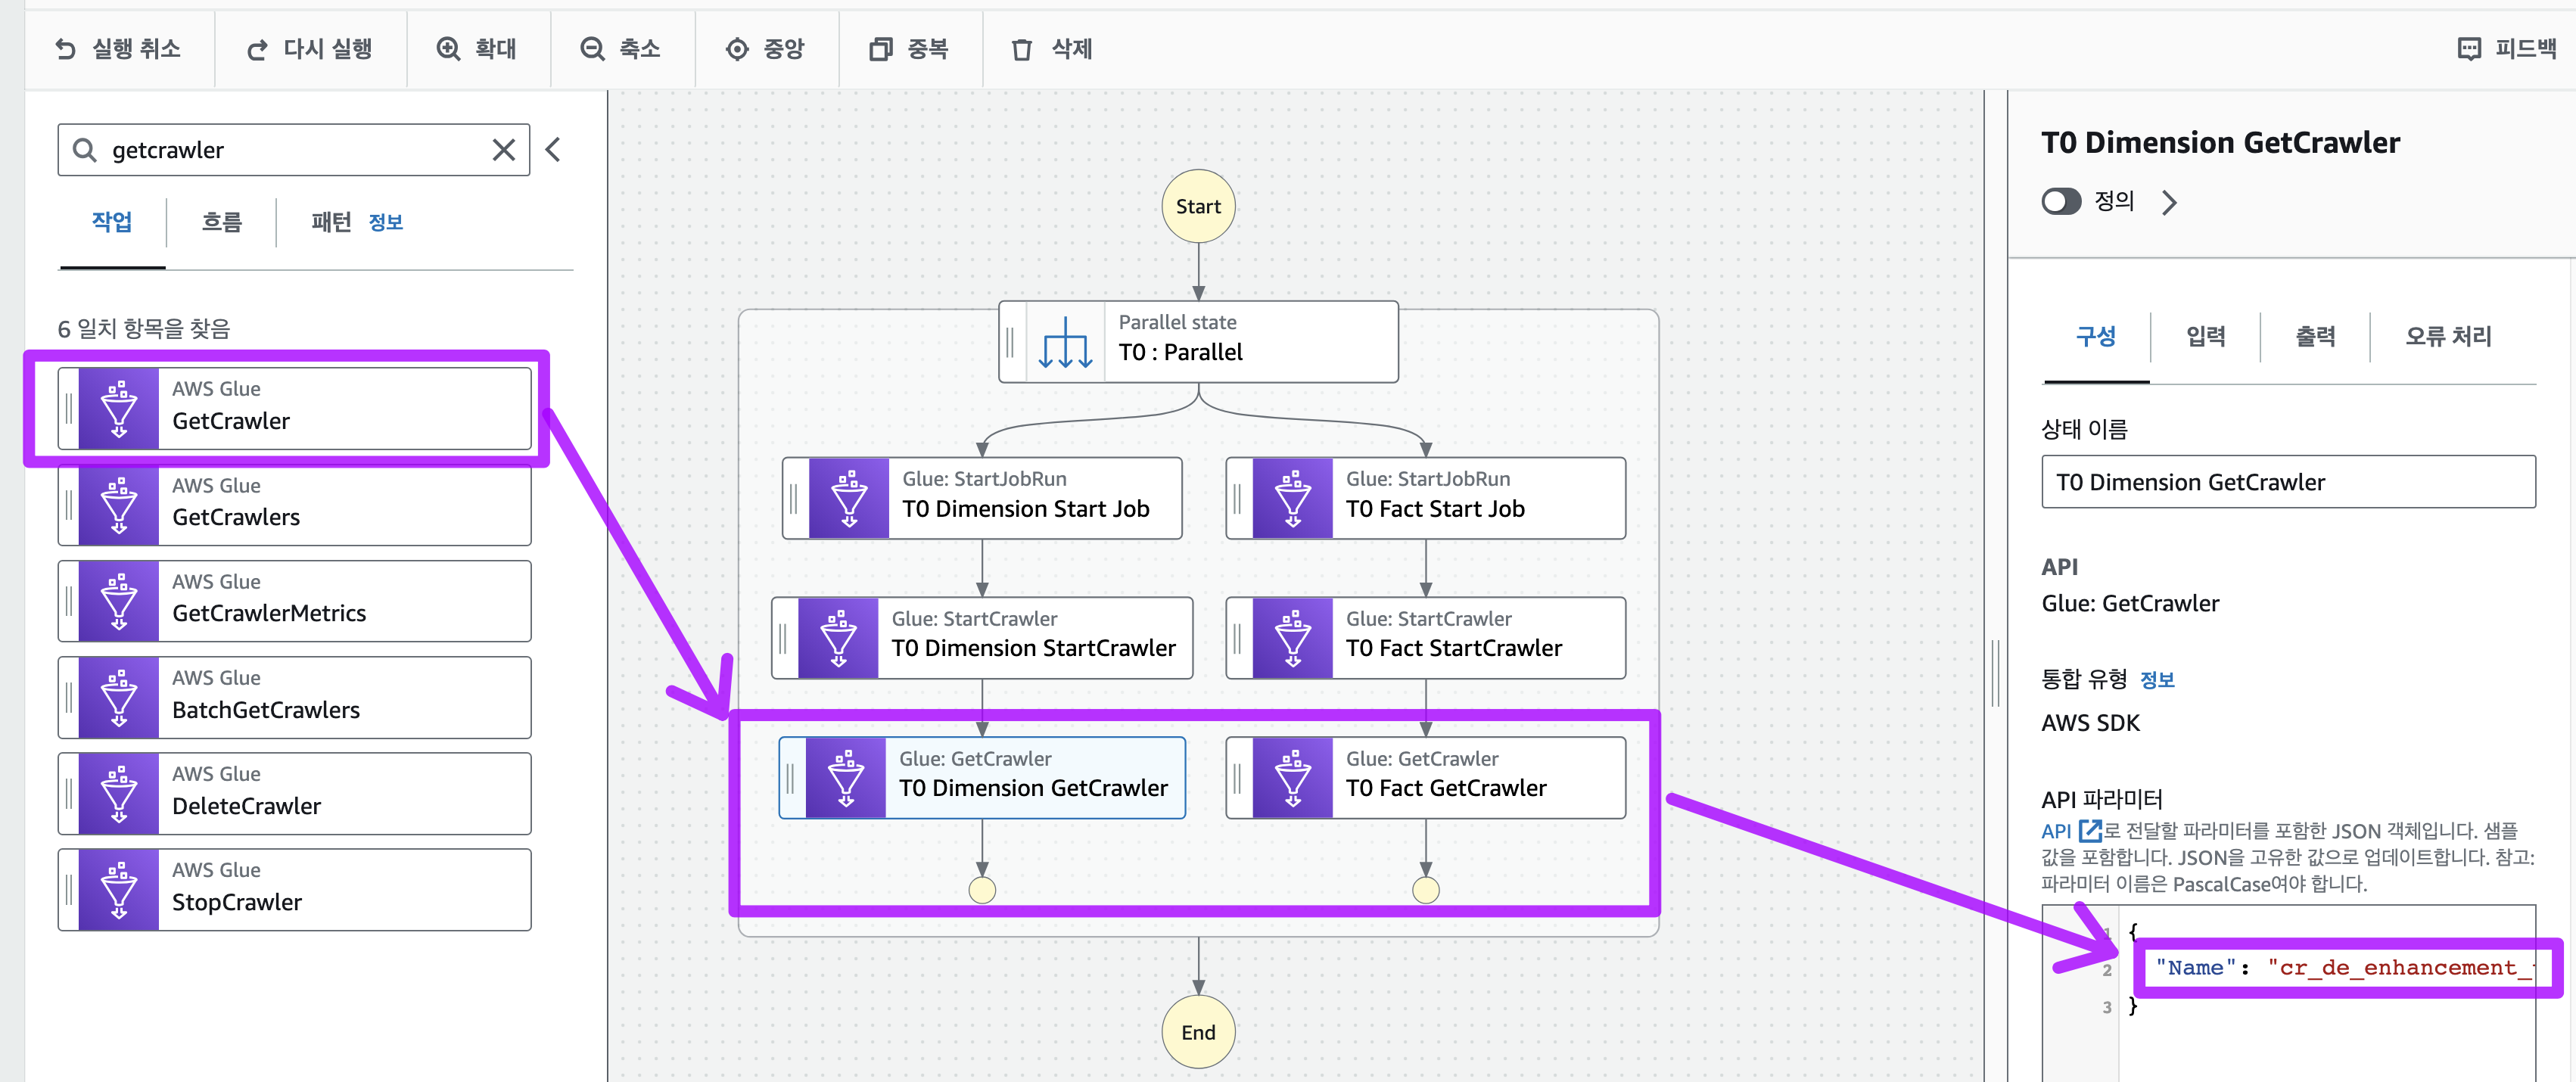 실행 취소
다시 실행
확대
축소
중앙
중복
삭제
피드백
getcrawler
작업
흐름
패턴 정보
6 일치 항목을 찾음
AWS Glue
GetCrawler
AWS Glue
GetCrawlers
AWS Glue
GetCrawlerMetrics
AWS Glue
BatchGetCrawlers
AWS Glue
DeleteCrawler
AWS Glue
StopCrawler
Start
Parallel state
T0 : Parallel
Glue: StartJobRun
T0 Dimension Start Job
Glue: StartJobRun
T0 Fact Start Job
Glue: StartCrawler
T0 Dimension StartCrawler
Glue: StartCrawler
T0 Fact StartCrawler
Glue: GetCrawler
T0 Dimension GetCrawler
Glue: GetCrawler
T0 Fact GetCrawler
End
T0 Dimension GetCrawler
정의
구성
입력
출력
오류 처리
상태 이름
T0 Dimension GetCrawler
API
Glue: GetCrawler
통합 유형 정보
AWS SDK
API 파라미터
API 로 전달할 파라미터를 포함한 JSON 객체입니다. 샘플
값을 포함합니다. JSON을 고유한 값으로 업데이트합니다. 참고:
파라미터 이름은 PascalCase여야 합니다.
1 {
2 "Name": "cr_de_enhancement_
3 }